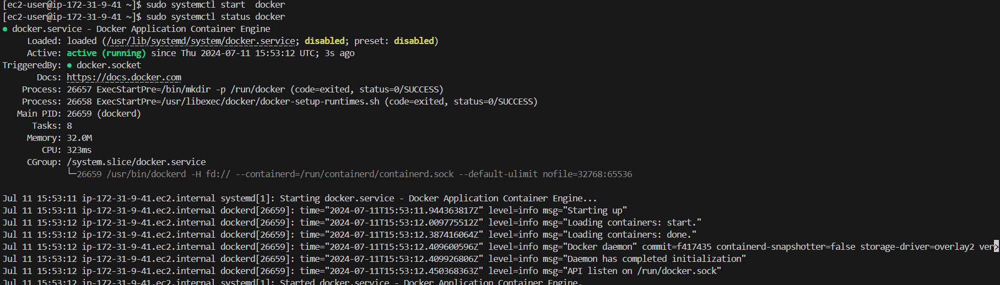 [ec2-user@ip-172-31-9-41 ~]$ sudo systemctl start  docker
[ec2-user@ip-172-31-9-41 ~]$ sudo systemctl status docker
● docker.service - Docker Application Container Engine
     Loaded: loaded (/usr/lib/systemd/system/docker.service; disabled; preset: disabled)
     Active: active (running) since Thu 2024-07-11 15:53:12 UTC; 3s ago
TriggeredBy: ● docker.socket
       Docs: https://docs.docker.com
    Process: 26657 ExecStartPre=/bin/mkdir -p /run/docker (code=exited, status=0/SUCCESS)
    Process: 26658 ExecStartPre=/usr/libexec/docker/docker-setup-runtimes.sh (code=exited, status=0/SUCCESS)
   Main PID: 26659 (dockerd)
      Tasks: 8
     Memory: 32.0M
        CPU: 323ms
     CGroup: /system.slice/docker.service
             └─26659 /usr/bin/dockerd -H fd:// --containerd=/run/containerd/containerd.sock --default-ulimit nofile=32768:65536
Jul 11 15:53:11 ip-172-31-9-41.ec2.internal systemd[1]: Starting docker.service - Docker Application Container Engine...
Jul 11 15:53:11 ip-172-31-9-41.ec2.internal dockerd[26659]: time="2024-07-11T15:53:11.944363817Z" level=info msg="Starting up"
Jul 11 15:53:12 ip-172-31-9-41.ec2.internal dockerd[26659]: time="2024-07-11T15:53:12.009775512Z" level=info msg="Loading containers: start."
Jul 11 15:53:12 ip-172-31-9-41.ec2.internal dockerd[26659]: time="2024-07-11T15:53:12.387416064Z" level=info msg="Loading containers: done."
Jul 11 15:53:12 ip-172-31-9-41.ec2.internal dockerd[26659]: time="2024-07-11T15:53:12.409600596Z" level=info msg="Docker daemon" commit=f417435 containerd-snapshotter=false storage-driver=overlay2 ver>
Jul 11 15:53:12 ip-172-31-9-41.ec2.internal dockerd[26659]: time="2024-07-11T15:53:12.409926806Z" level=info msg="Daemon has completed initialization"
Jul 11 15:53:12 ip-172-31-9-41.ec2.internal dockerd[26659]: time="2024-07-11T15:53:12.450368363Z" level=info msg="API listen on /run/docker.sock"
Jul 11 15:53:12 ip-172-31-9-41.ec2.internal systemd[1]: Started docker.service - Docker Application Container Engine.